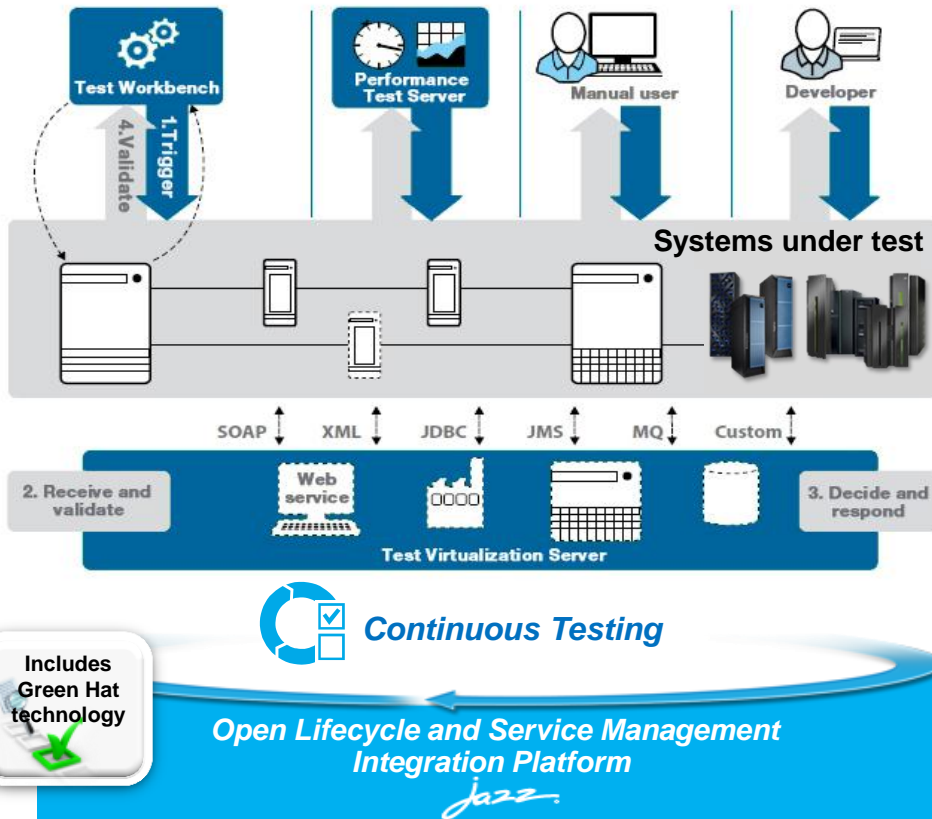 Test Workbench
Performance
Test Server
Manual user
Developer
4.Validate
1.Trigger
Systems under test
SOAP
XML
JDBC
JMS
MQ
Custom
2. Receive and
validate
Web
service
3. Decide and
respond
Test Virtualization Server
Continuous Testing
Includes
Green Hat
technology
Open Lifecycle and Service Management
Integration Platform
Jazz